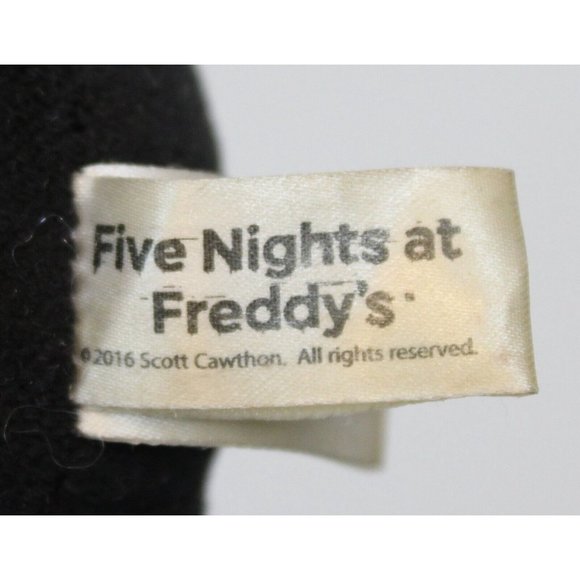 Five Nights at
Freddy's
©2016 Scott Cawthon. All rights reserved.